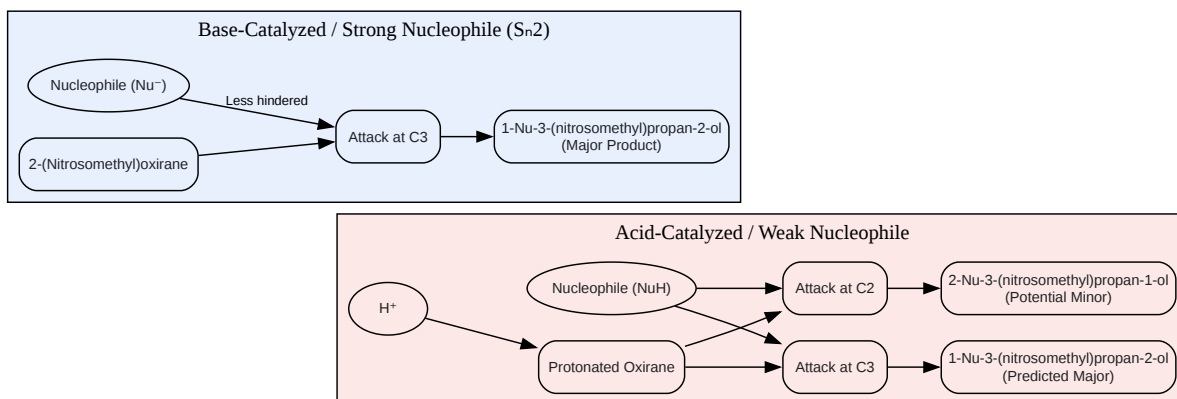 Base-Catalyzed / Strong Nucleophile (Sₙ2)
Nucleophile (Nu⁻)
Less hindered
2-(Nitrosomethyl)oxirane
Attack at C3
1-Nu-3-(nitrosomethyl)propan-2-ol
(Major Product)
Acid-Catalyzed / Weak Nucleophile
H⁺
Nucleophile (NuH)
Protonated Oxirane
Attack at C2
2-Nu-3-(nitrosomethyl)propan-1-ol
(Potential Minor)
Attack at C3
1-Nu-3-(nitrosomethyl)propan-2-ol
(Predicted Major)